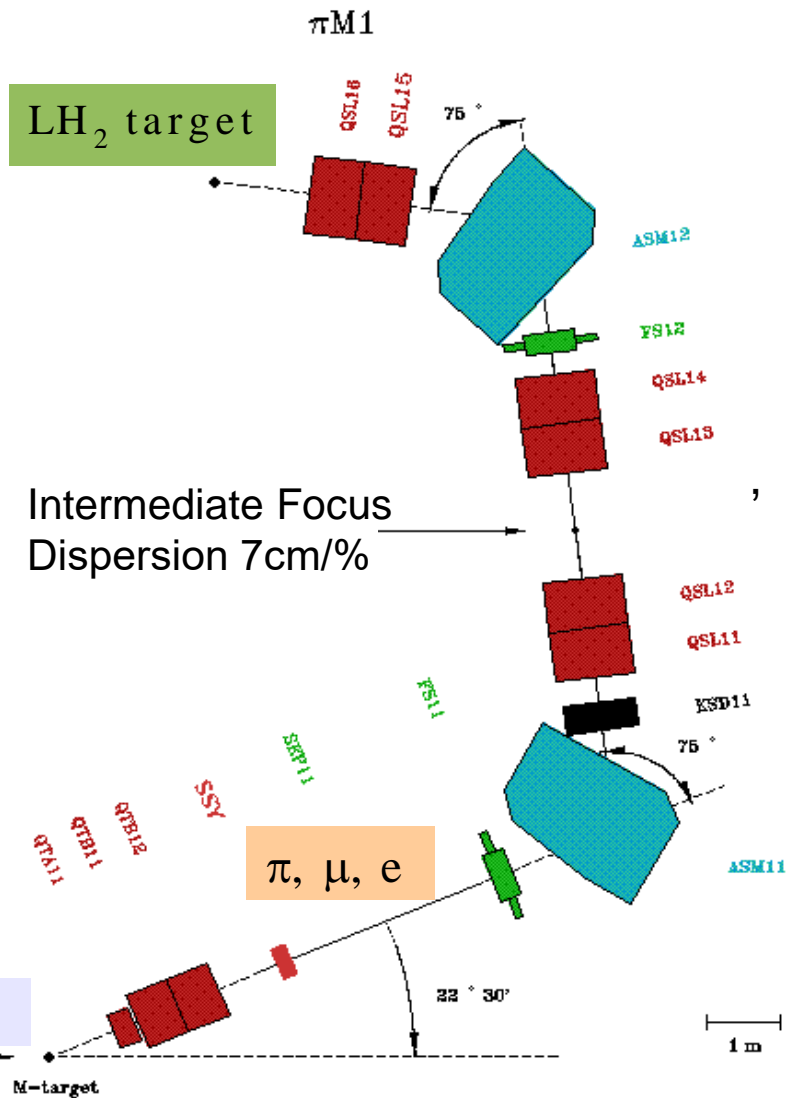 πM1
QSL16
QSL15
75 °
LH₂ target
ASM12
FS12
QSL14
QSL13
Intermediate Focus
Dispersion 7cm/%
’
QSL12
QSL11
FS11
KSD11
75 °
SEP11
SSY
QTB12
QTB11
QTA11
π, μ, e
ASM11
22 ° 30'
1 m
M-target